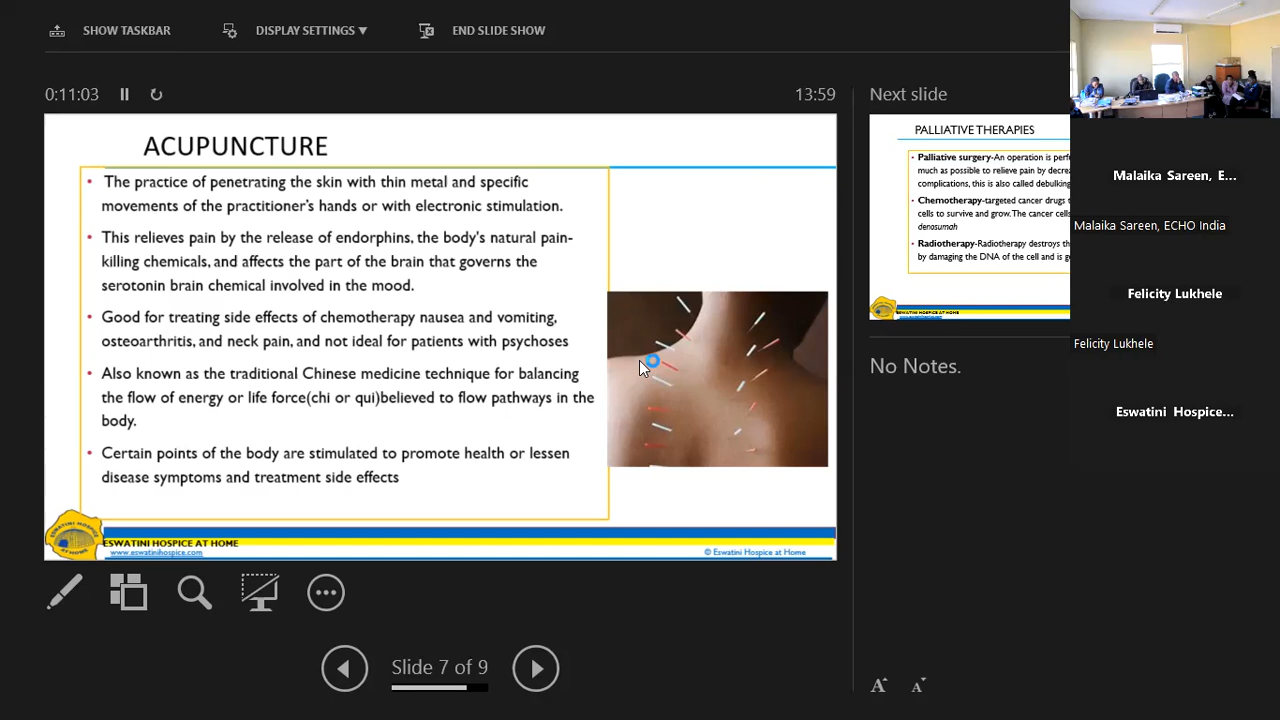 SHOW TASKBAR
DISPLAY SETTINGS ▼
END SLIDE SHOW
0:11:03
13:59
ACUPUNCTURE
• The practice of penetrating the skin with thin metal and specific
movements of the practitioner's hands or with electronic stimulation.
• This relieves pain by the release of endorphins, the body's natural pain-
killing chemicals, and affects the part of the brain that governs the
serotonin brain chemical involved in the mood.
• Good for treating side effects of chemotherapy nausea and vomiting,
osteoarthritis, and neck pain, and not ideal for patients with psychoses
• Also known as the traditional Chinese medicine technique for balancing
the flow of energy or life force(chi or qui)believed to flow pathways in the
body.
• Certain points of the body are stimulated to promote health or lessen
disease symptoms and treatment side effects
ESWATINI HOSPICE AT HOME
www.eswatinihospice.com
© Eswatini Hospice at Home
Slide 7 of 9
Next slide
PALLIATIVE THERAPIES
• Palliative surgery-An operation is perf
much as possible to relieve pain by decre
complications, this is also called debulking
• Chemotherapy-targeted cancer drugs t
cells to survive and grow. The cancer cel
denosumab
• Radiotherapy-Radiotherapy destroys th
by damaging the DNA of the cell and is g
ESWATINI HOSPICE AT HOME
No Notes.
A A
Malaika Sareen, E...
Malaika Sareen, ECHO India
Felicity Lukhele
Felicity Lukhele
Eswatini Hospice...